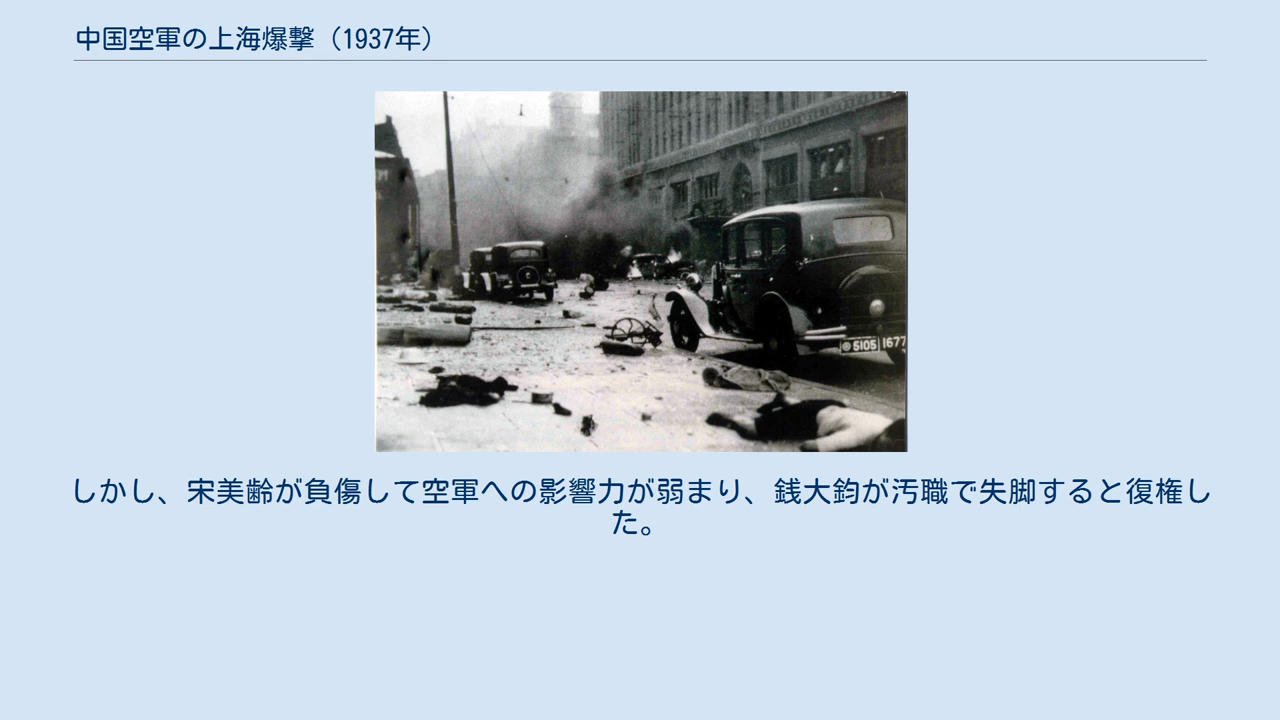 中国空軍の上海爆撃（1937年）
5105 1677
しかし、宋美齢が負傷して空軍への影響力が弱まり、銭大鈞が汚職で失脚すると復権し
た。